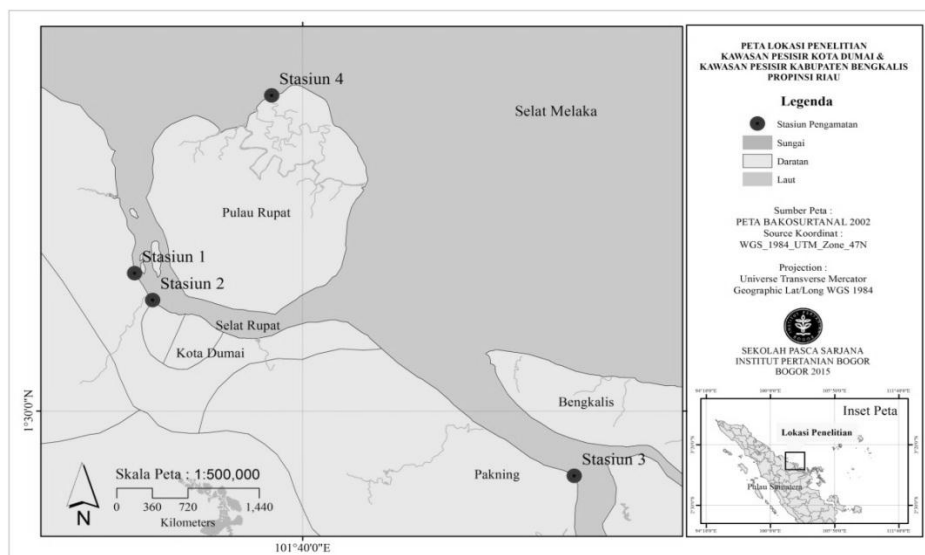 Stasiun 4
Selat Melaka
Pulau Rupat
Stasiun 1
Stasiun 2
Selat Rupat
Kota Dumai
Bengkalis
Stasiun 3
Pakning
1°30'0"N
101°40'0"E
Skala Peta : 1:500,000
0 360 720 1,440
Kilometers
N
PETA LOKASI PENELITIAN
KAWASAN PESISIR KOTA DUMAI &
KAWASAN PESISIR KABUPATEN BENGKALIS
PROPINSI RIAU
Legenda
Stasiun Pengamatan
Sungai
Daratan
Laut
Sumber Peta :
PETA BAKOSURTANAL 2002
Source Koordinat :
WGS_1984_UTM_Zone_47N
Projection :
Universe Transverse Mercator
Geographic Lat/Long WGS 1984
SEKOLAH PASCA SARJANA
INSTITUT PERTANIAN BOGOR
BOGOR 2015
Inset Peta
Lokasi Penelitian
Pulau Sumatera